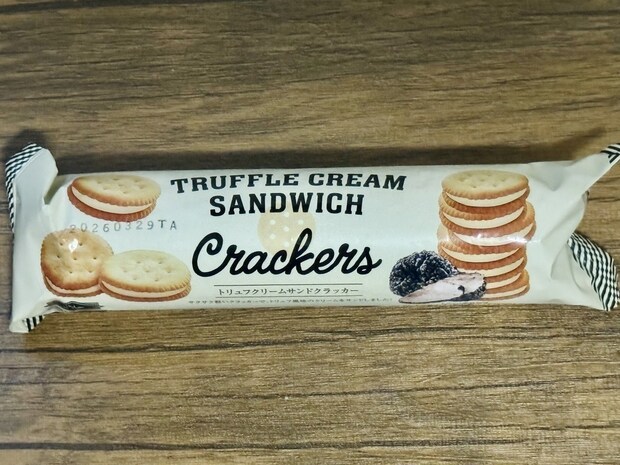 TRUFFLE CREAM
SANDWICH
20260329TA
Crackers
トリュフクリームサンドクラッカー